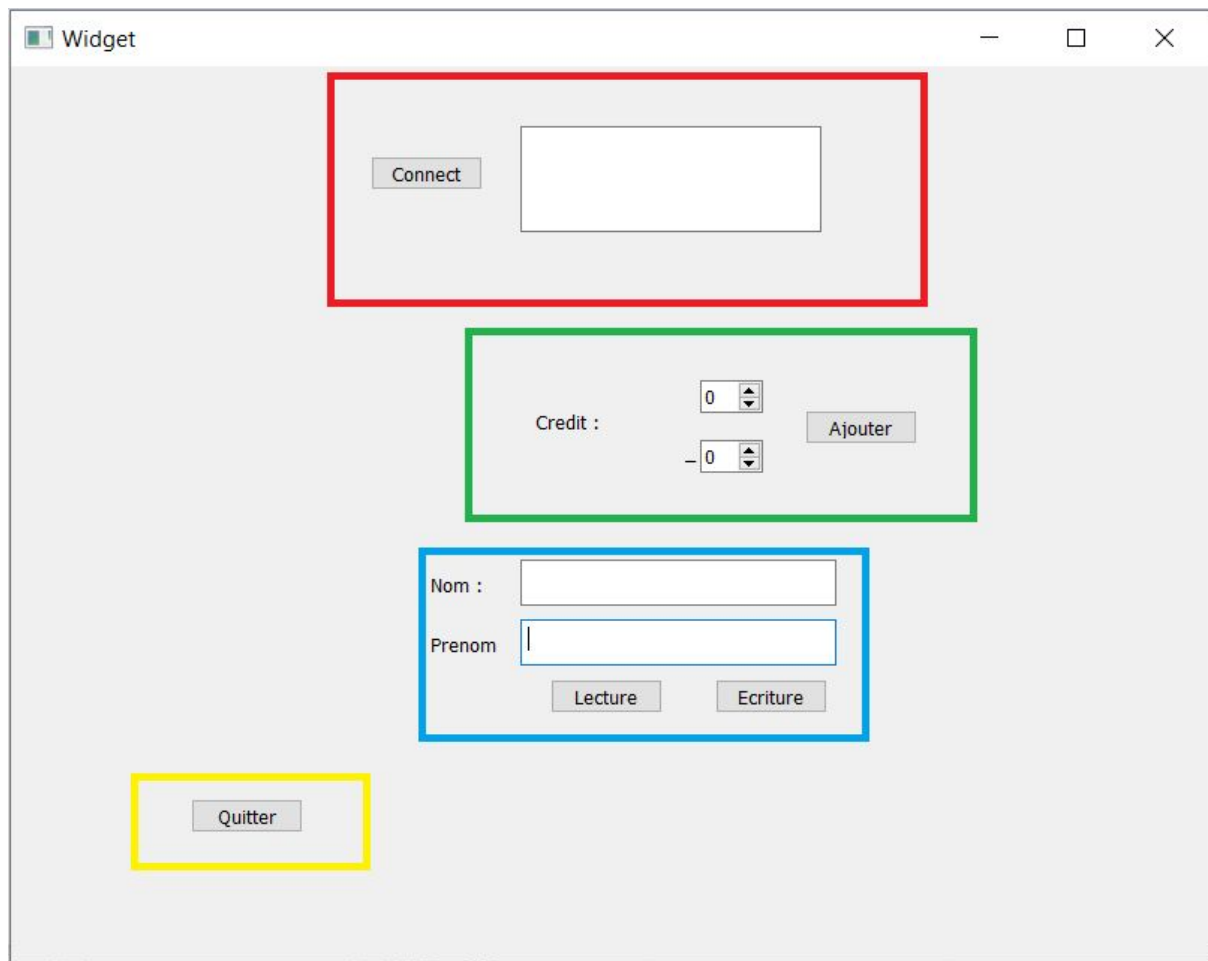 Widget
Connect
0
Credit :
Ajouter
– 0
Nom :
Prenom
Lecture Ecriture
Quitter